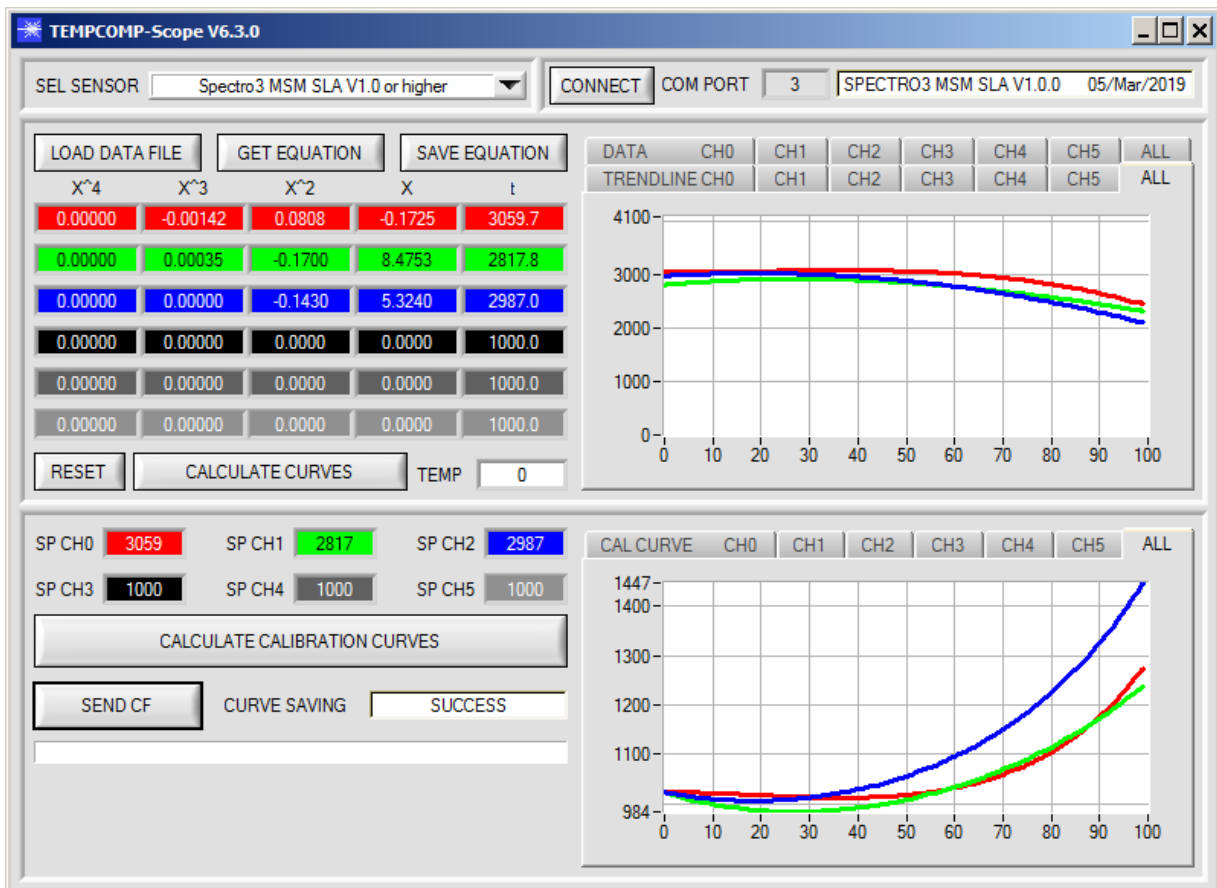 TEMPCOMP-Scope V6.3.0
SEL SENSOR Spectro3 MSM SLA V1.0 or higher CONNECT COM PORT 3 SPECTRO3 MSM SLA V1.0.0 05/Mar/2019
LOAD DATA FILE GET EQUATION SAVE EQUATION
X^4 X^3 X^2 X t
0.00000 -0.00142 0.0808 -0.1725 3059.7
0.00000 0.00035 -0.1700 8.4753 2817.8
0.00000 0.00000 -0.1430 5.3240 2987.0
0.00000 0.00000 0.0000 0.0000 1000.0
0.00000 0.00000 0.0000 0.0000 1000.0
0.00000 0.00000 0.0000 0.0000 1000.0
RESET CALCULATE CURVES TEMP 0
DATA CH0 CH1 CH2 CH3 CH4 CH5 ALL
TRENDLINE CH0 CH1 CH2 CH3 CH4 CH5 ALL
4100
3000
2000
1000
0
0 10 20 30 40 50 60 70 80 90 100
SP CH0 3059 SP CH1 2817 SP CH2 2987
SP CH3 1000 SP CH4 1000 SP CH5 1000
CALCULATE CALIBRATION CURVES
SEND CF CURVE SAVING SUCCESS
CAL CURVE CH0 CH1 CH2 CH3 CH4 CH5 ALL
1447
1400
1300
1200
1100
984
0 10 20 30 40 50 60 70 80 90 100